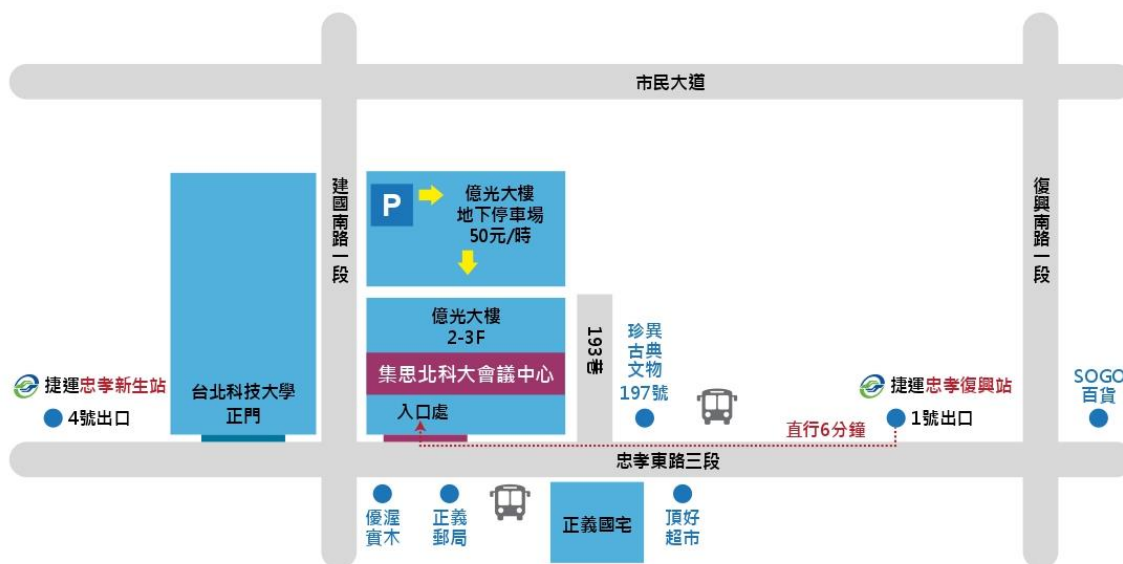 市民大道
建國南路一段
復興南路一段
P
億光大樓
地下停車場
50元/時
億光大樓
2-3F
集思北科大會議中心
入口處
193巷
珍異
古典
文物
197號
捷運忠孝新生站
4號出口
台北科技大學
正門
捷運忠孝復興站
1號出口
SOGO
百貨
直行6分鐘
忠孝東路三段
優渥
實木
正義
郵局
正義國宅
頂好
超市